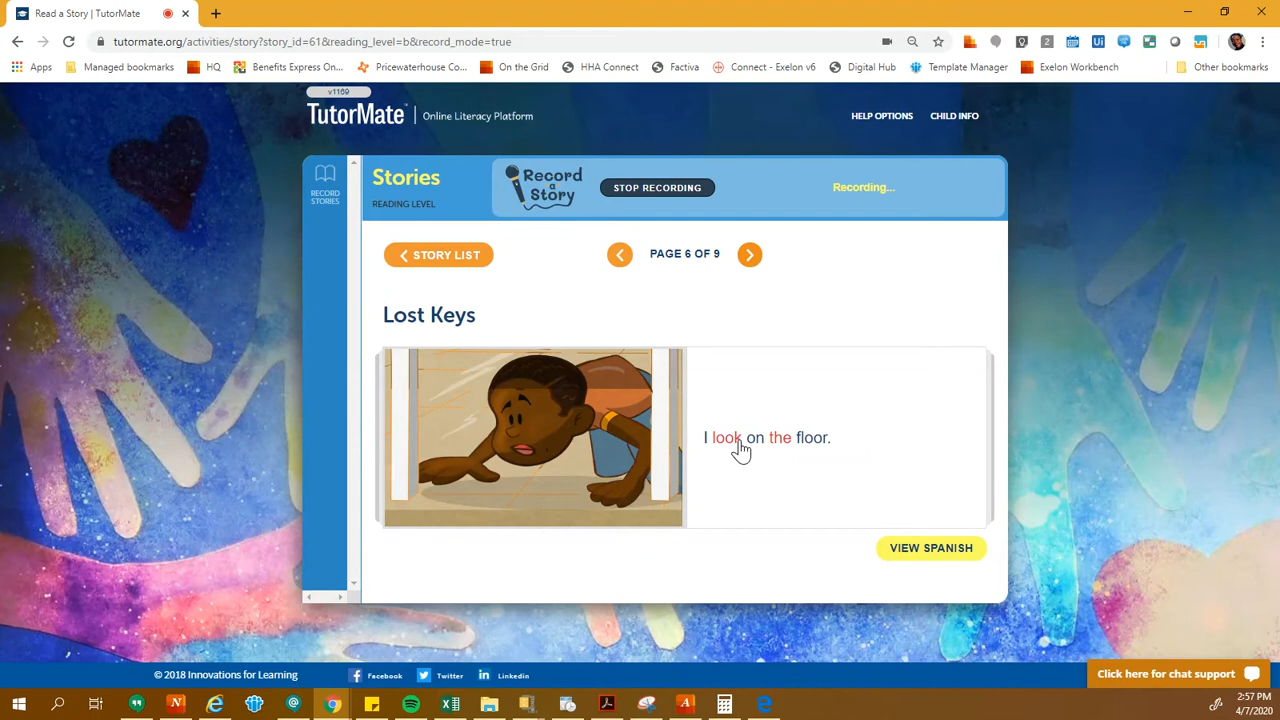 Read a Story | TutorMate
tutormate.org/activities/story?story_id=61&reading_level=b&record_mode=true
Apps
Managed bookmarks
HQ
Benefits Express On...
PricewaterhouseCo...
On the Grid
HHA Connect
Factiva
Connect - Exelon v6
Digital Hub
Template Manager
Exelon Workbench
Other bookmarks
v1169
TutorMate™ | Online Literacy Platform
HELP OPTIONS
CHILD INFO
RECORD STORIES
Stories
READING LEVEL
Record a Story
STOP RECORDING
Recording...
STORY LIST
PAGE 6 OF 9
Lost Keys
I look on the floor.
VIEW SPANISH
© 2018 Innovations for Learning
Facebook
Twitter
Linkedin
Click here for chat support
2:57 PM
4/7/2020